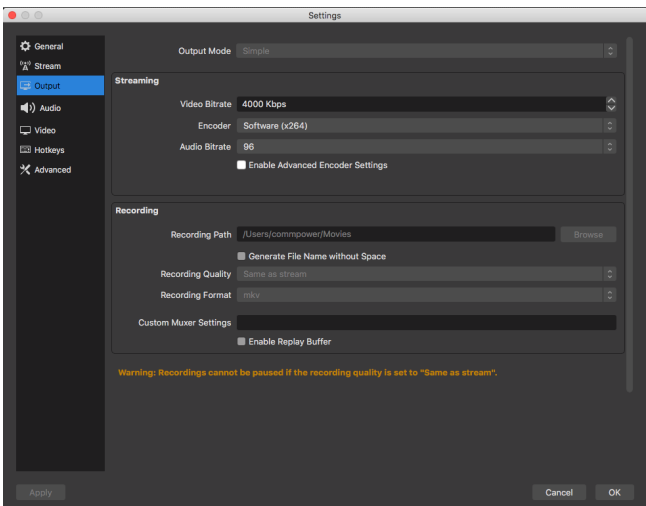 Settings
General
Stream
Output
Audio
Video
Hotkeys
Advanced
Output Mode Simple
Streaming
Video Bitrate 4000 Kbps
Encoder Software (x264)
Audio Bitrate 96
Enable Advanced Encoder Settings
Recording
Recording Path /Users/commpower/Movies Browse
Generate File Name without Space
Recording Quality Same as stream
Recording Format mkv
Custom Muxer Settings
Enable Replay Buffer
Warning: Recordings cannot be paused if the recording quality is set to "Same as stream".
Apply Cancel OK